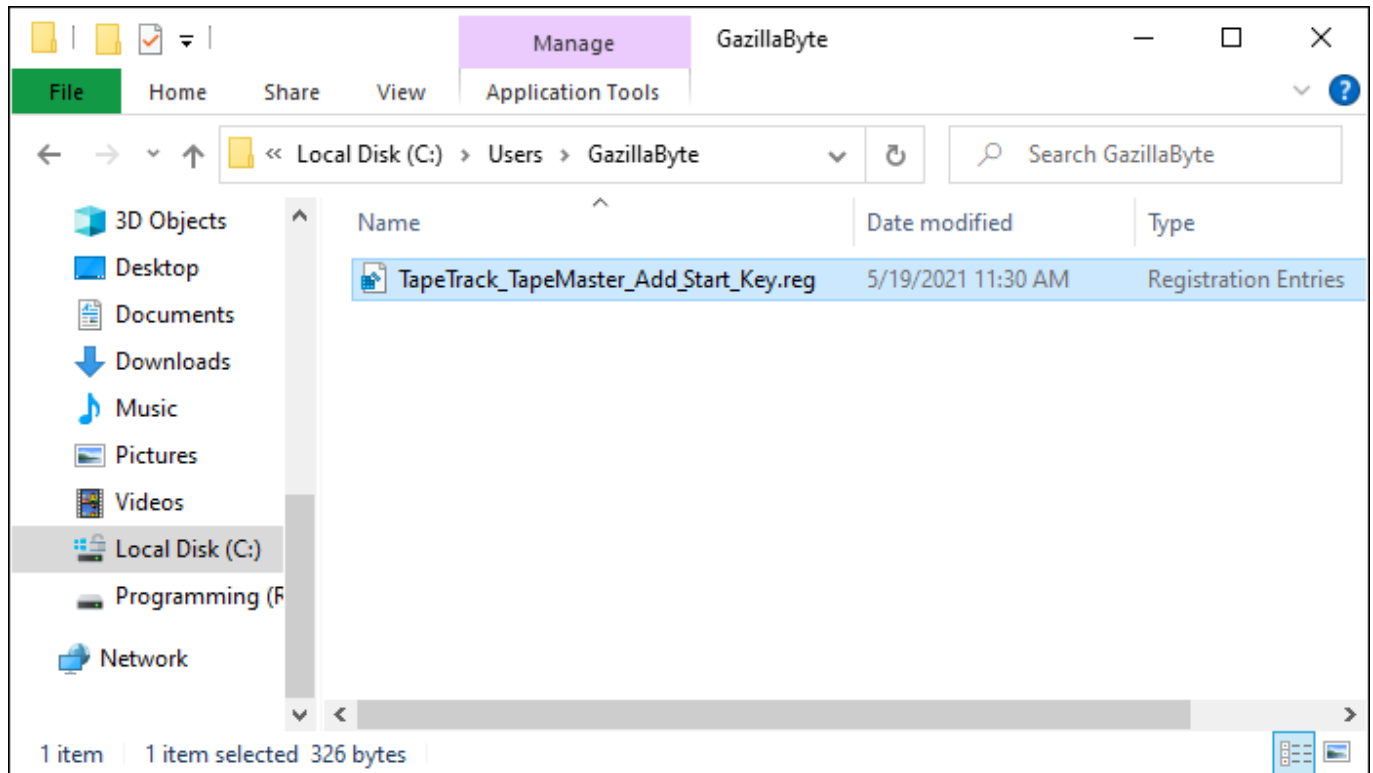 Manage
GazillaByte
File
Home
Share
View
Application Tools
?
« Local Disk (C:) > Users > GazillaByte
Search GazillaByte
3D Objects
Desktop
Documents
Downloads
Music
Pictures
Videos
Local Disk (C:)
Programming (R
Network
Name
Date modified
Type
TapeTrack_TapeMaster_Add_Start_Key.reg
5/19/2021 11:30 AM
Registration Entries
1 item
1 item selected 326 bytes